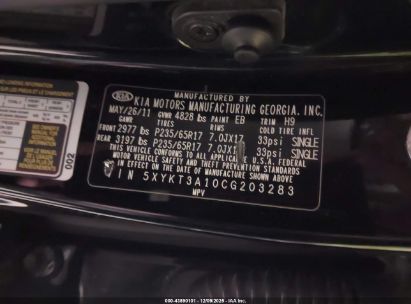 MANUFACTURED BY
KIA KIA MOTORS MANUFACTURING GEORGIA, INC.
MAY/26/11 GVWR 4828 lbs PAINT EB TRIM H9
GAWR TIRES RIMS COLD TIRE INFL
FRONT 2977 lbs P235/65R17 7.0JX17 33psi SINGLE
REAR 3197 lbs P235/65R17 7.0JX17 33psi SINGLE
THIS VEHICLE CONFORMS TO ALL APPLICABLE U.S.A. FEDERAL
MOTOR VEHICLE SAFETY AND THEFT PREVENTION STANDARDS
IN EFFECT ON THE DATE OF MANUFACTURE SHOWN ABOVE
5XYKT3A10CG203283
MPV
002